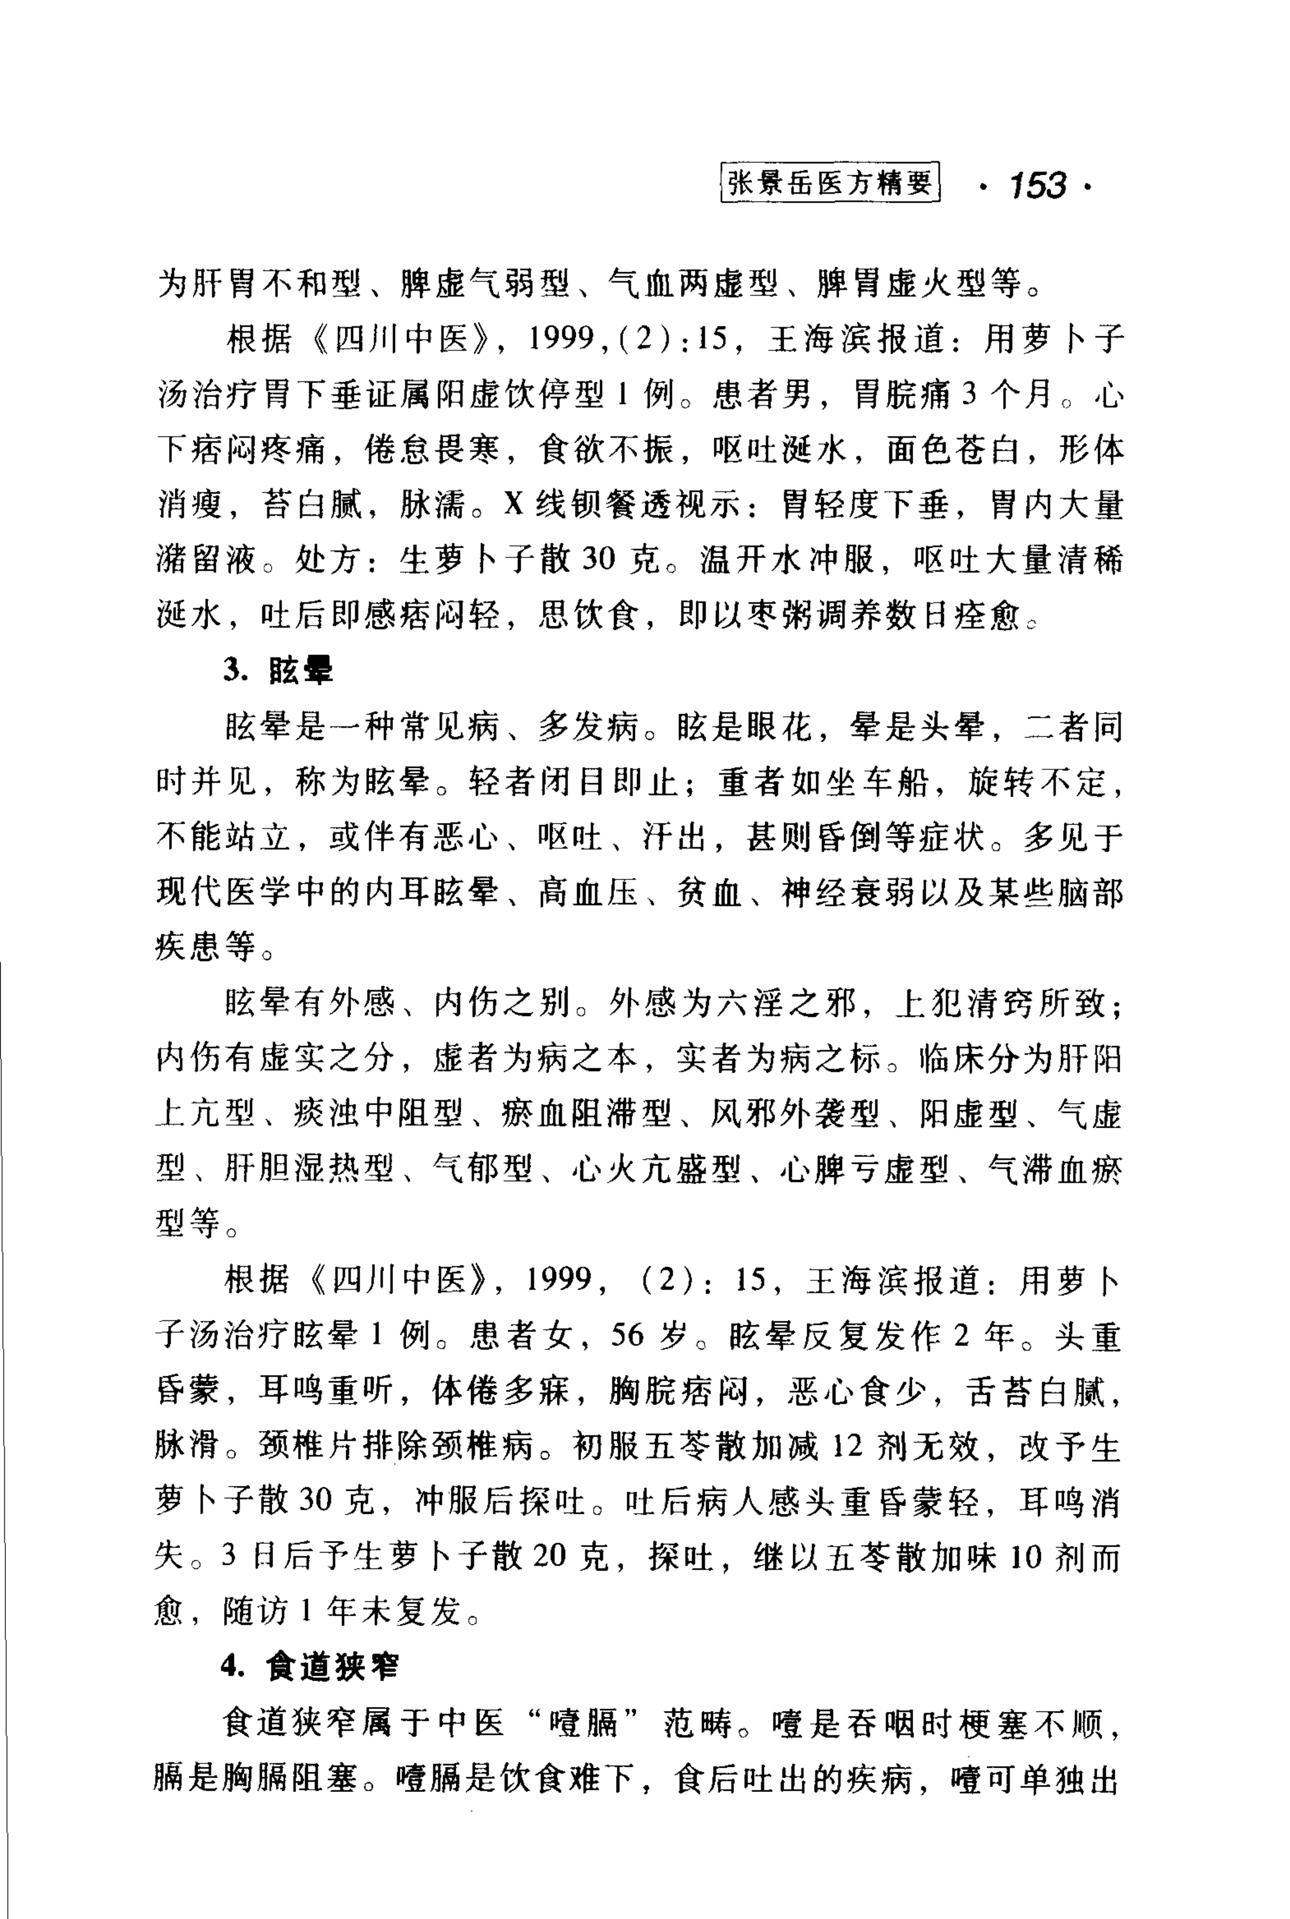 张景岳医方精要 · 153 ·
为肝胃不和型、脾虚气弱型、气血两虚型、脾胃虚火型等。
根据《四川中医》，1999,(2):15，王海滨报道：用萝卜子
汤治疗胃下垂证属阳虚饮停型 1 例。患者男，胃脘痛 3 个月。心
下痞闷疼痛，倦怠畏寒，食欲不振，呕吐涎水，面色苍白，形体
消瘦，苔白腻，脉濡。X 线钡餐透视示：胃轻度下垂，胃内大量
潴留液。处方：生萝卜子散 30 克。温开水冲服，呕吐大量清稀
涎水，吐后即感痞闷轻，思饮食，即以枣粥调养数日痊愈。
3. 眩晕
眩晕是一种常见病、多发病。眩是眼花，晕是头晕，二者同
时并见，称为眩晕。轻者闭目即止；重者如坐车船，旋转不定，
不能站立，或伴有恶心、呕吐、汗出，甚则昏倒等症状。多见于
现代医学中的内耳眩晕、高血压、贫血、神经衰弱以及某些脑部
疾患等。
眩晕有外感、内伤之别。外感为六淫之邪，上犯清窍所致；
内伤有虚实之分，虚者为病之本，实者为病之标。临床分为肝阳
上亢型、痰浊中阻型、瘀血阻滞型、风邪外袭型、阳虚型、气虚
型、肝胆湿热型、气郁型、心火亢盛型、心脾亏虚型、气滞血瘀
型等。
根据《四川中医》，1999，（2）：15，王海滨报道：用萝卜
子汤治疗眩晕 1 例。患者女，56 岁。眩晕反复发作 2 年。头重
昏蒙，耳鸣重听，体倦多寐，胸脘痞闷，恶心食少，舌苔白腻，
脉滑。颈椎片排除颈椎病。初服五苓散加减 12 剂无效，改予生
萝卜子散 30 克，冲服后探吐。吐后病人感头重昏蒙轻，耳鸣消
失。3 日后予生萝卜子散 20 克，探吐，继以五苓散加味 10 剂而
愈，随访 1 年未复发。
4. 食道狭窄
食道狭窄属于中医“噎膈”范畴。噎是吞咽时梗塞不顺，
膈是胸膈阻塞。噎膈是饮食难下，食后吐出的疾病，噎可单独出